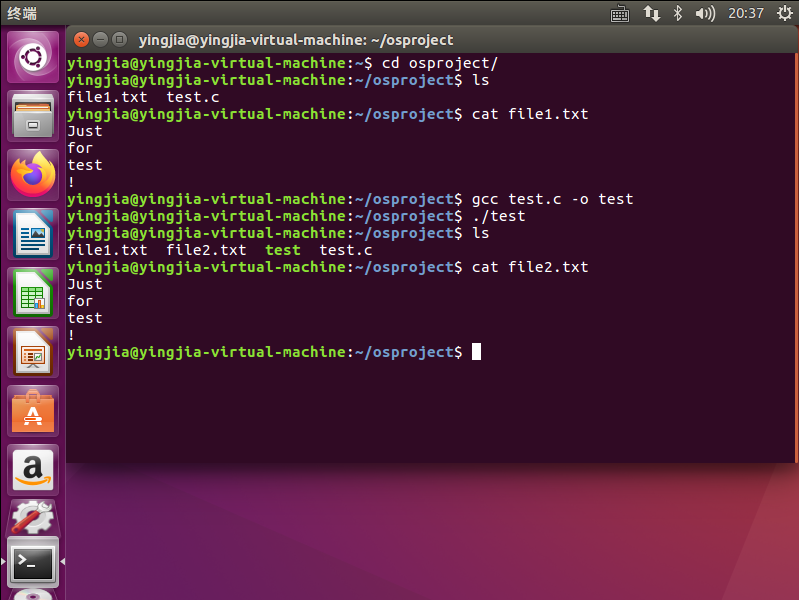 终端
20:37
yingjia@yingjia-virtual-machine: ~/osproject
yingjia@yingjia-virtual-machine:~$ cd osproject/
yingjia@yingjia-virtual-machine:~/osproject$ ls
file1.txt  test.c
yingjia@yingjia-virtual-machine:~/osproject$ cat file1.txt
Just
for
test
!
yingjia@yingjia-virtual-machine:~/osproject$ gcc test.c -o test
yingjia@yingjia-virtual-machine:~/osproject$ ./test
yingjia@yingjia-virtual-machine:~/osproject$ ls
file1.txt  file2.txt  test  test.c
yingjia@yingjia-virtual-machine:~/osproject$ cat file2.txt
Just
for
test
!
yingjia@yingjia-virtual-machine:~/osproject$